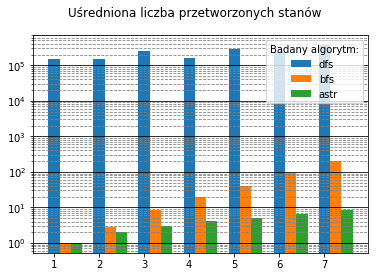 Uśredniona liczba przetworzonych stanów
Badany algorytm:
dfs
bfs
astr
10^5
10^4
10^3
10^2
10^1
10^0
1 2 3 4 5 6 7